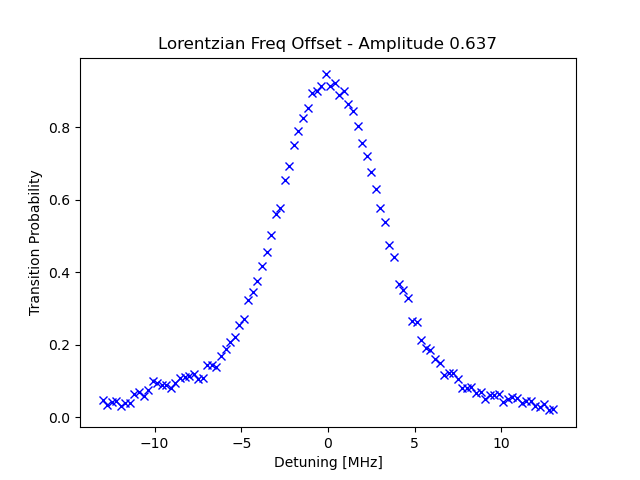 Lorentzian Freq Offset - Amplitude 0.637
Transition Probability
0.8
0.6
0.4
0.2
0.0
−10 −5 0 5 10
Detuning [MHz]